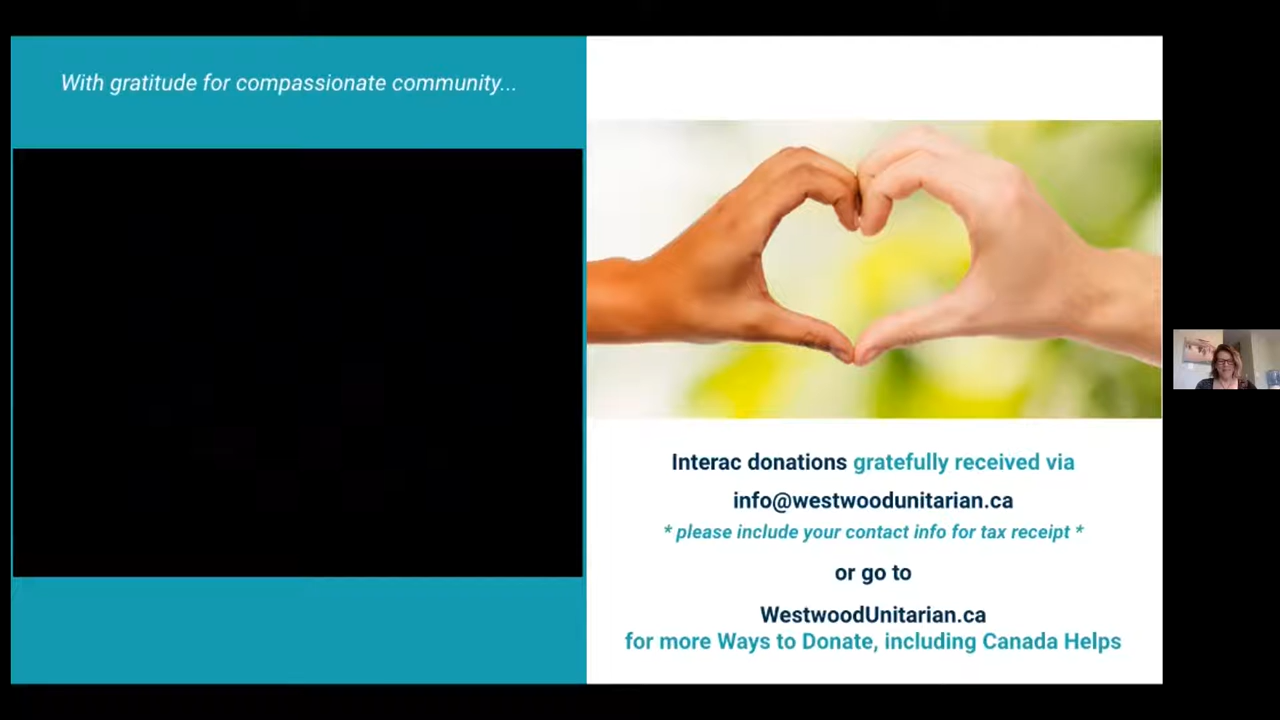 With gratitude for compassionate community...
Interac donations gratefully received via
info@westwoodunitarian.ca
* please include your contact info for tax receipt *
or go to
WestwoodUnitarian.ca
for more Ways to Donate, including Canada Helps